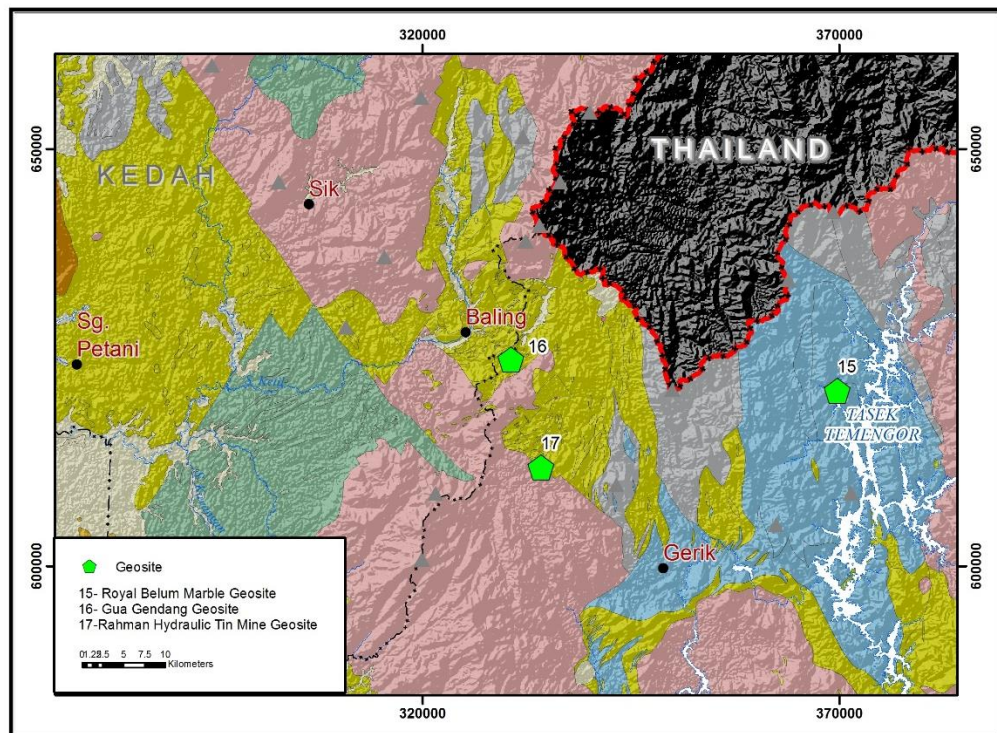 320000
370000
650000
650000
THAILAND
KEDAH
Sik
Sg.
Petani
Baling
16
15
TASEK
TEMENGOR
17
Gerik
600000
600000
Geosite
15- Royal Belum Marble Geosite
16 - Gua Gendang Geosite
17-Rahman Hydraulic Tin Mine Geosite
01.252.5 5 7.5 10
Kilometers
320000
370000